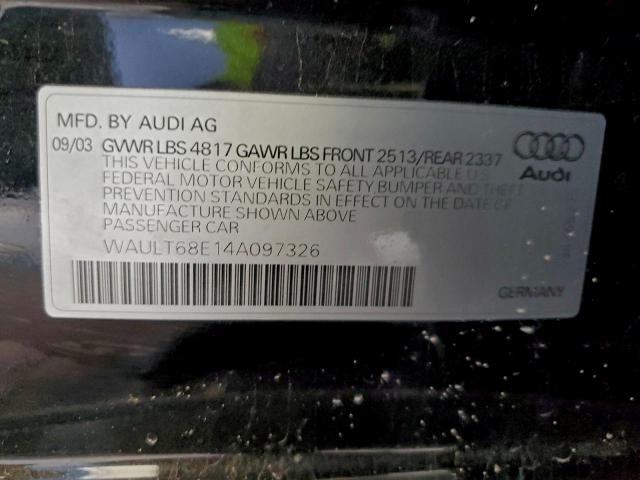 MFD. BY AUDI AG
09/03 GVWR LBS 4817 GAWR LBS FRONT 2513/REAR 2337
THIS VEHICLE CONFORMS TO ALL APPLICABLE U.S.
FEDERAL MOTOR VEHICLE SAFETY, BUMPER AND THEFT
PREVENTION STANDARDS IN EFFECT ON THE DATE OF
MANUFACTURE SHOWN ABOVE
PASSENGER CAR
WAULT68E14A097326
Audi
GERMANY